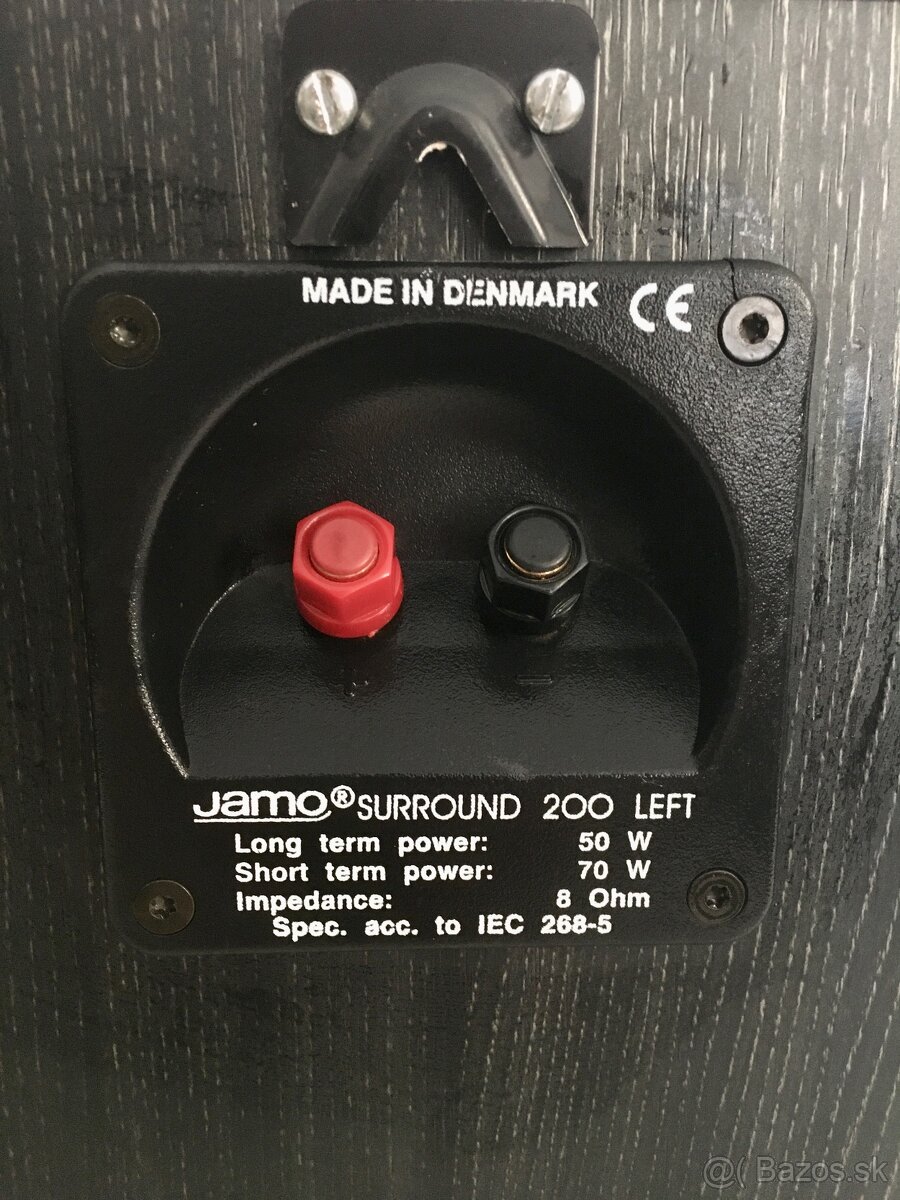 MADE IN DENMARK CE
+ −
Jamo® SURROUND 200 LEFT
Long term power: 50 W
Short term power: 70 W
Impedance: 8 Ohm
Spec. acc. to IEC 268-5
@( Bazos.sk